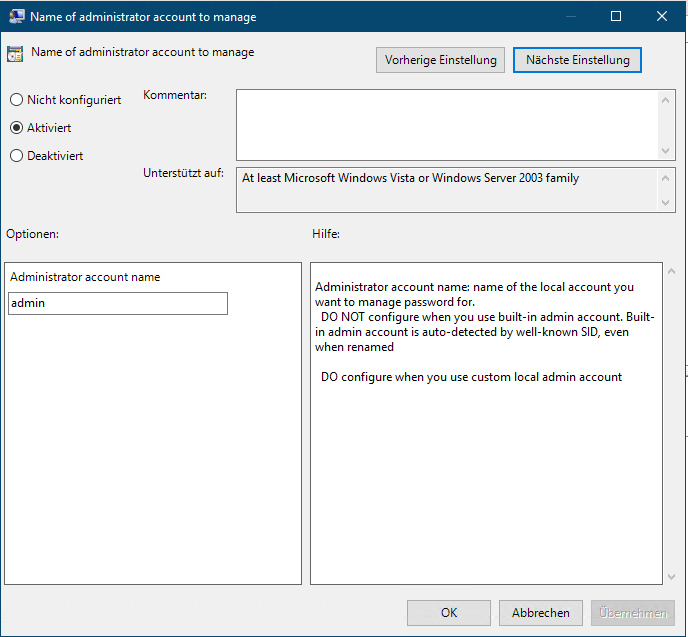 Name of administrator account to manage
Name of administrator account to manage
Vorherige Einstellung
Nächste Einstellung
Nicht konfiguriert
Kommentar:
Aktiviert
Deaktiviert
Unterstützt auf:
At least Microsoft Windows Vista or Windows Server 2003 family
Optionen:
Hilfe:
Administrator account name
admin
Administrator account name: name of the local account you
want to manage password for.
DO NOT configure when you use built-in admin account. Built-
in admin account is auto-detected by well-known SID, even
when renamed
DO configure when you use custom local admin account
OK
Abbrechen
Übernehmen